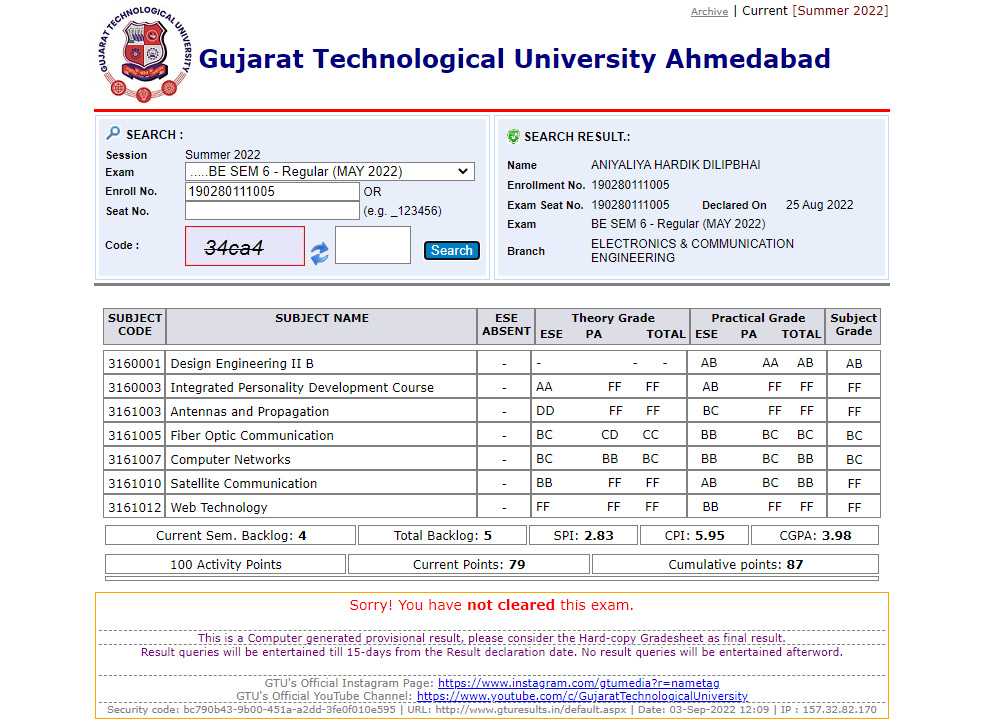 Archive | Current [Summer 2022]
GUJARAT TECHNOLOGICAL UNIVERSITY
Gujarat Technological University Ahmedabad
SEARCH :
Session Summer 2022
Exam .....BE SEM 6 - Regular (MAY 2022)
Enroll No. 190280111005 OR
Seat No. (e.g. _123456)
Code : 34ca4 Search
SEARCH RESULT.:
Name ANIYALIYA HARDIK DILIPBHAI
Enrollment No. 190280111005
Exam Seat No. 190280111005 Declared On 25 Aug 2022
Exam BE SEM 6 - Regular (MAY 2022)
Branch ELECTRONICS & COMMUNICATION
ENGINEERING
SUBJECT CODE SUBJECT NAME ESE ABSENT Theory Grade ESE PA TOTAL Practical Grade ESE PA TOTAL Subject Grade
3160001 Design Engineering II B - - - - AB AA AB AB
3160003 Integrated Personality Development Course - AA FF FF AB FF FF FF
3161003 Antennas and Propagation - DD FF FF BC FF FF FF
3161005 Fiber Optic Communication - BC CD CC BB BC BC BC
3161007 Computer Networks - BC BB BC BB BC BB BC
3161010 Satellite Communication - BB FF FF AB BC BB FF
3161012 Web Technology - FF FF FF BB FF FF FF
Current Sem. Backlog: 4 Total Backlog: 5 SPI: 2.83 CPI: 5.95 CGPA: 3.98
100 Activity Points Current Points: 79 Cumulative points: 87
Sorry! You have not cleared this exam.
This is a Computer generated provisional result, please consider the Hard-copy Gradesheet as final result.
Result queries will be entertained till 15-days from the Result declaration date. No result queries will be entertained afterword.
GTU's Official Instagram Page: https://www.instagram.com/gtumedia?r=nametag
GTU's Official YouTube Channel: https://www.youtube.com/c/GujaratTechnologicalUniversity
Security code: bc790b43-9b00-451a-a2dd-3fe0f010e595 | URL: http://www.gturesults.in/default.aspx | Date: 03-Sep-2022 12:09 | IP : 157.32.82.170